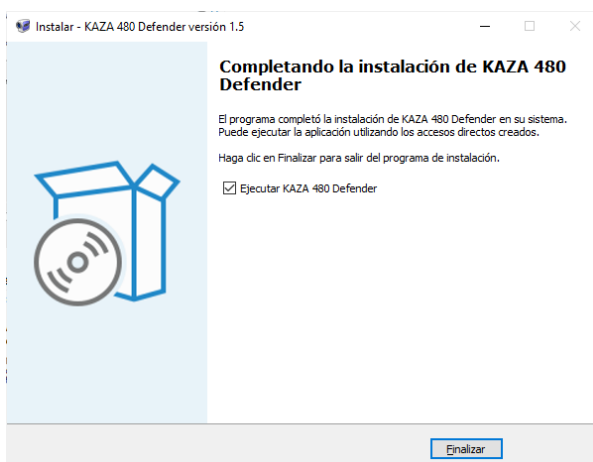 Instalar - KAZA 480 Defender versión 1.5
Completando la instalación de KAZA 480
Defender
El programa completó la instalación de KAZA 480 Defender en su sistema.
Puede ejecutar la aplicación utilizando los accesos directos creados.
Haga clic en Finalizar para salir del programa de instalación.
Ejecutar KAZA 480 Defender
Finalizar